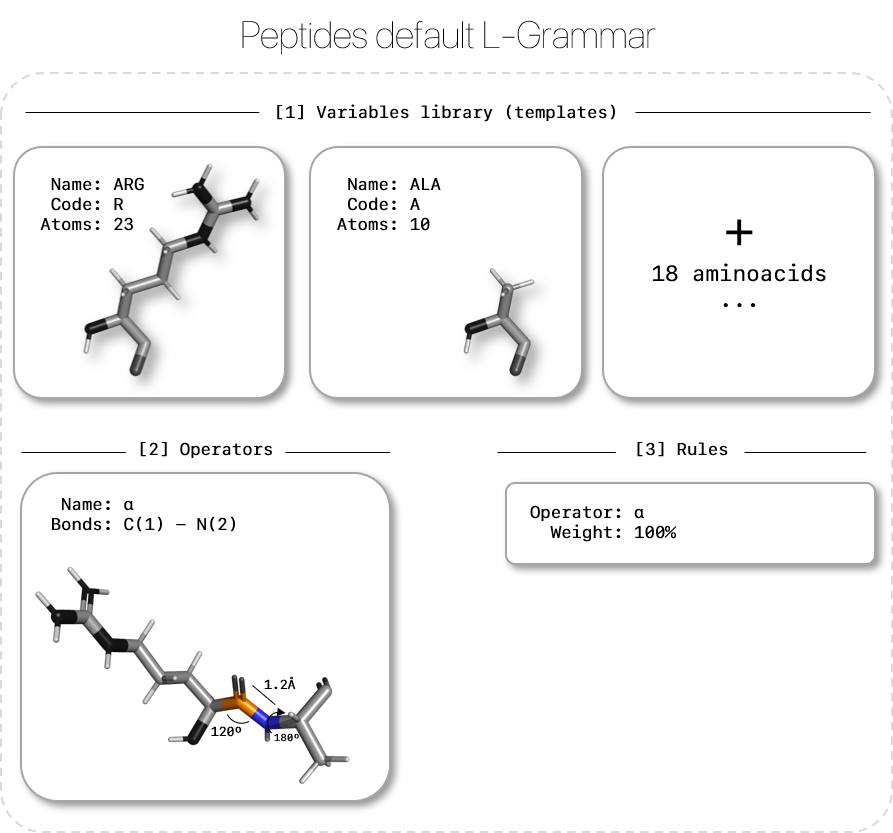 Peptides default L-Grammar
[1] Variables library (templates)
Name: ARG
Code: R
Atoms: 23
Name: ALA
Code: A
Atoms: 10
+
18 aminoacids
...
[2] Operators
Name: α
Bonds: C(1) – N(2)
1.2Å
120º
180º
[3] Rules
Operator: α
Weight: 100%